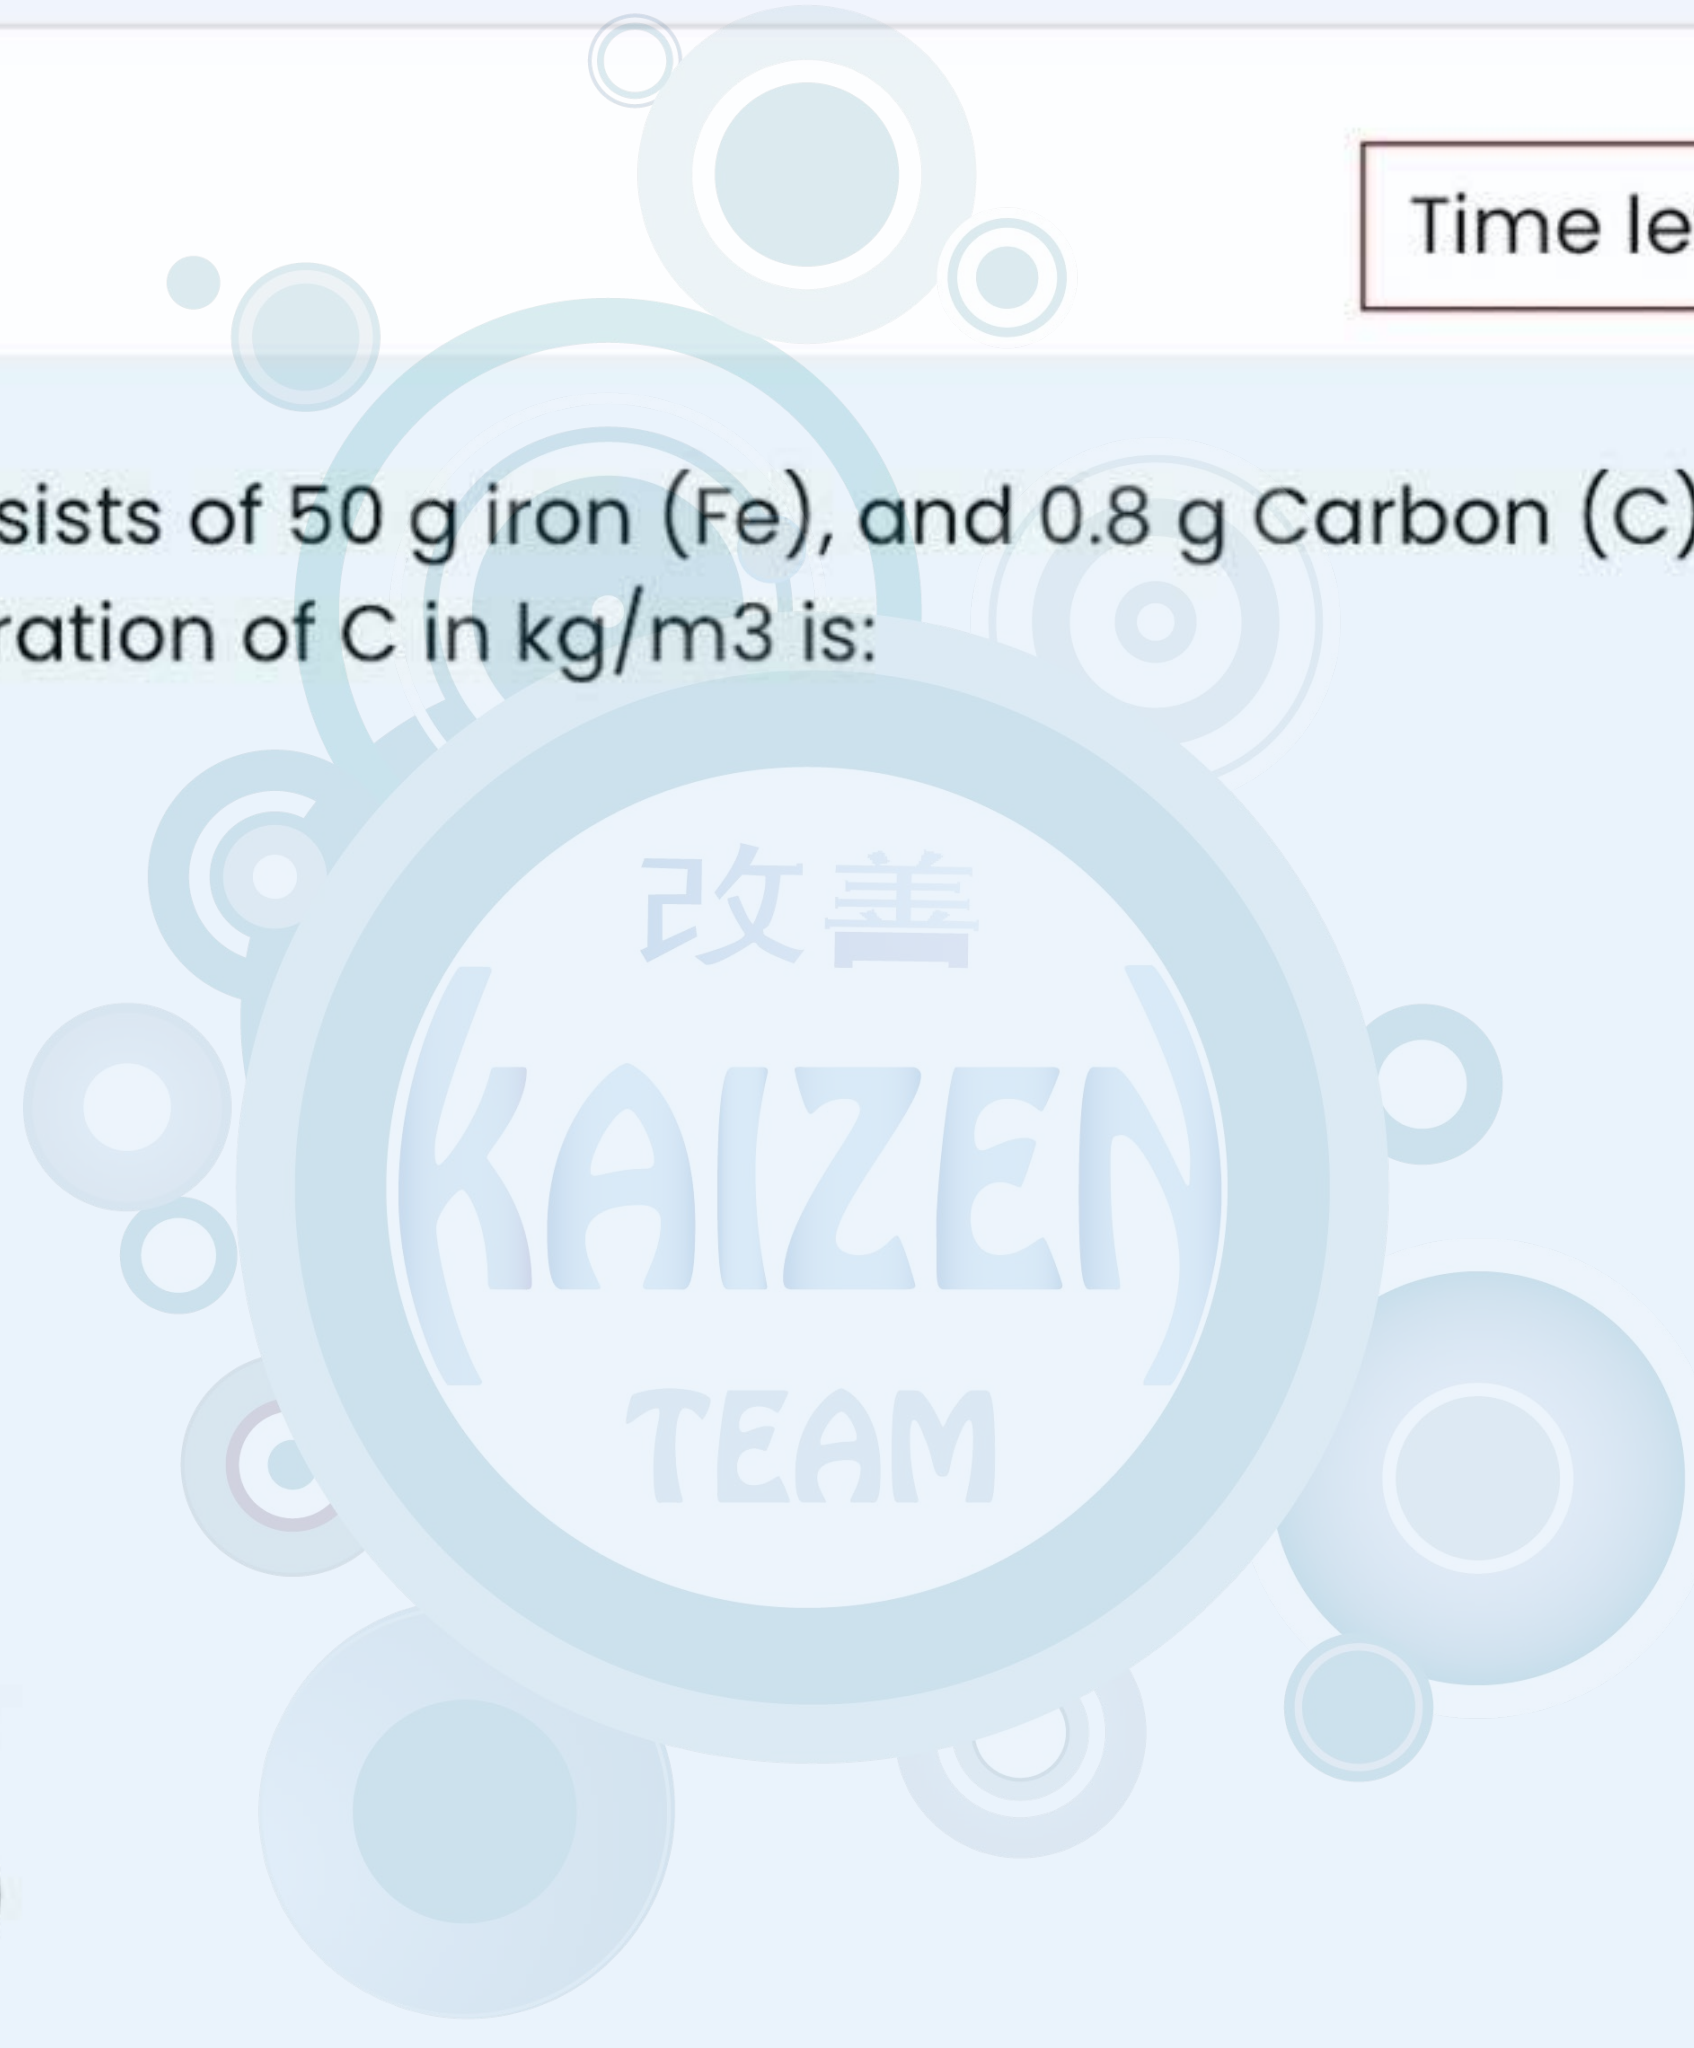 Time le
sists of 50 g iron (Fe), and 0.8 g Carbon (C)
ration of C in kg/m3 is:
改善
KAIZEN
TEAM